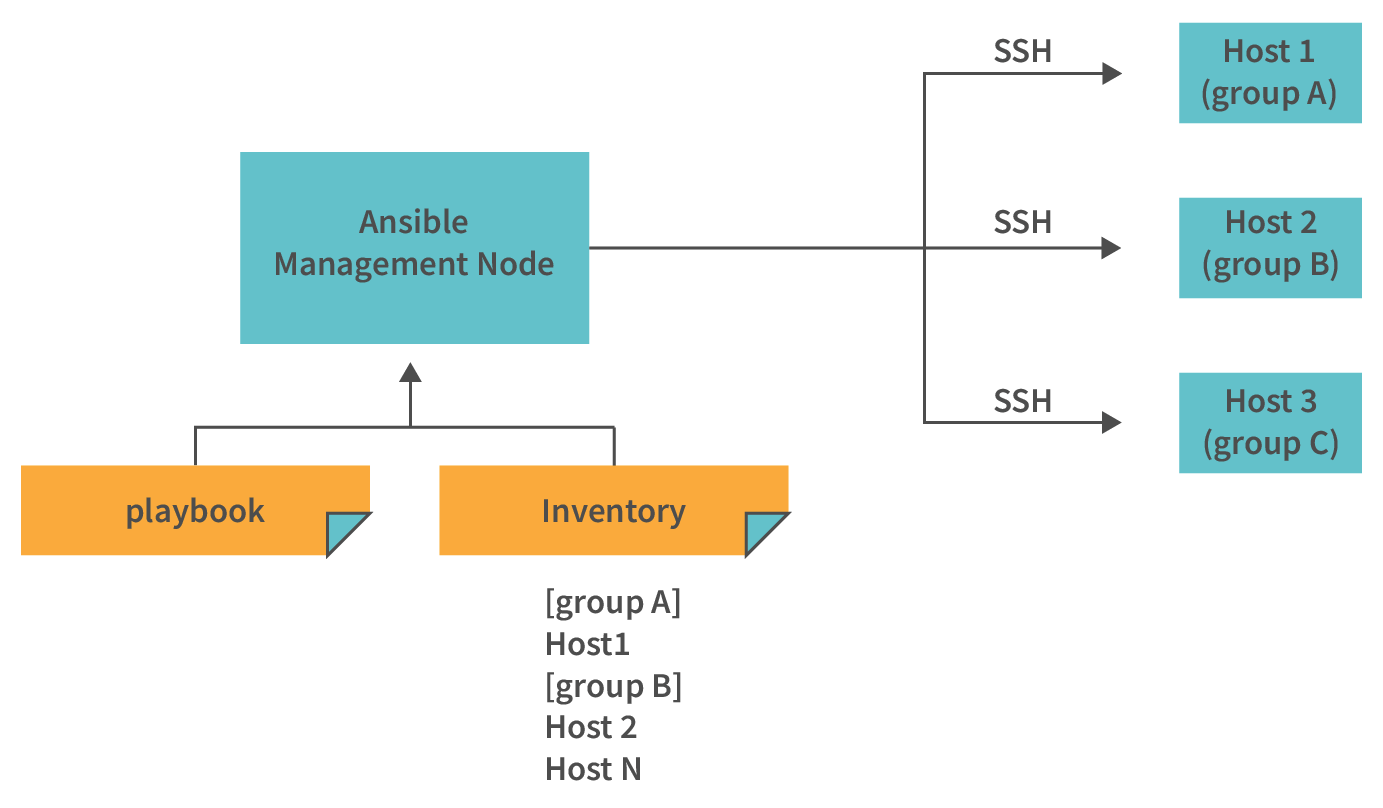 SSH
Host 1
(group A)
Ansible
Management Node
SSH
Host 2
(group B)
SSH
Host 3
(group C)
playbook
Inventory
[group A]
Host1
[group B]
Host 2
Host N